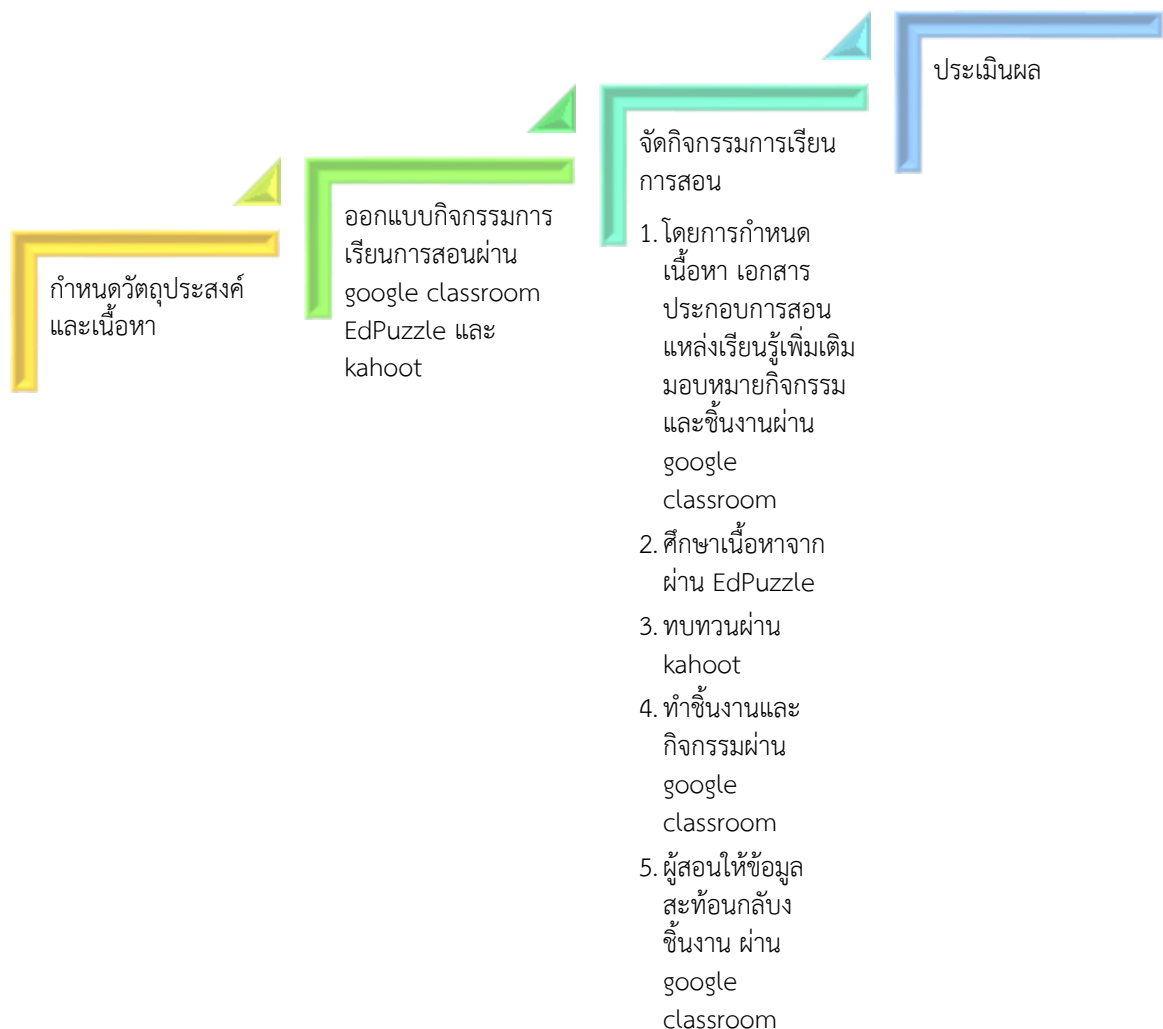 กำหนดวัตถุประสงค์
และเนื้อหา
ออกแบบกิจกรรมการ
เรียนการสอนผ่าน
google classroom
EdPuzzle และ
kahoot
จัดกิจกรรมการเรียน
การสอน
1. โดยการกำหนด
เนื้อหา เอกสาร
ประกอบการสอน
แหล่งเรียนรู้เพิ่มเติม
มอบหมายกิจกรรม
และชิ้นงานผ่าน
google
classroom
2. ศึกษาเนื้อหาจาก
ผ่าน EdPuzzle
3. ทบทวนผ่าน
kahoot
4. ทำชิ้นงานและ
กิจกรรมผ่าน
google
classroom
5. ผู้สอนให้ข้อมูล
สะท้อนกลับง
ชิ้นงาน ผ่าน
google
classroom
ประเมินผล